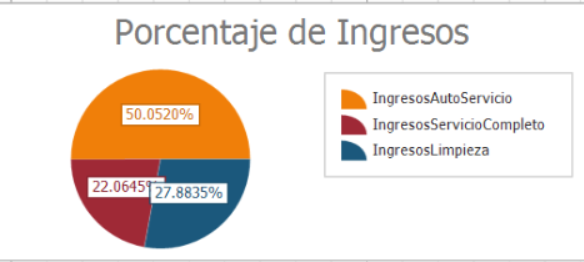 Porcentaje de Ingresos
50.0520%
22.0645%
27.8835%
IngresosAutoServicio
IngresosServicioCompleto
IngresosLimpieza